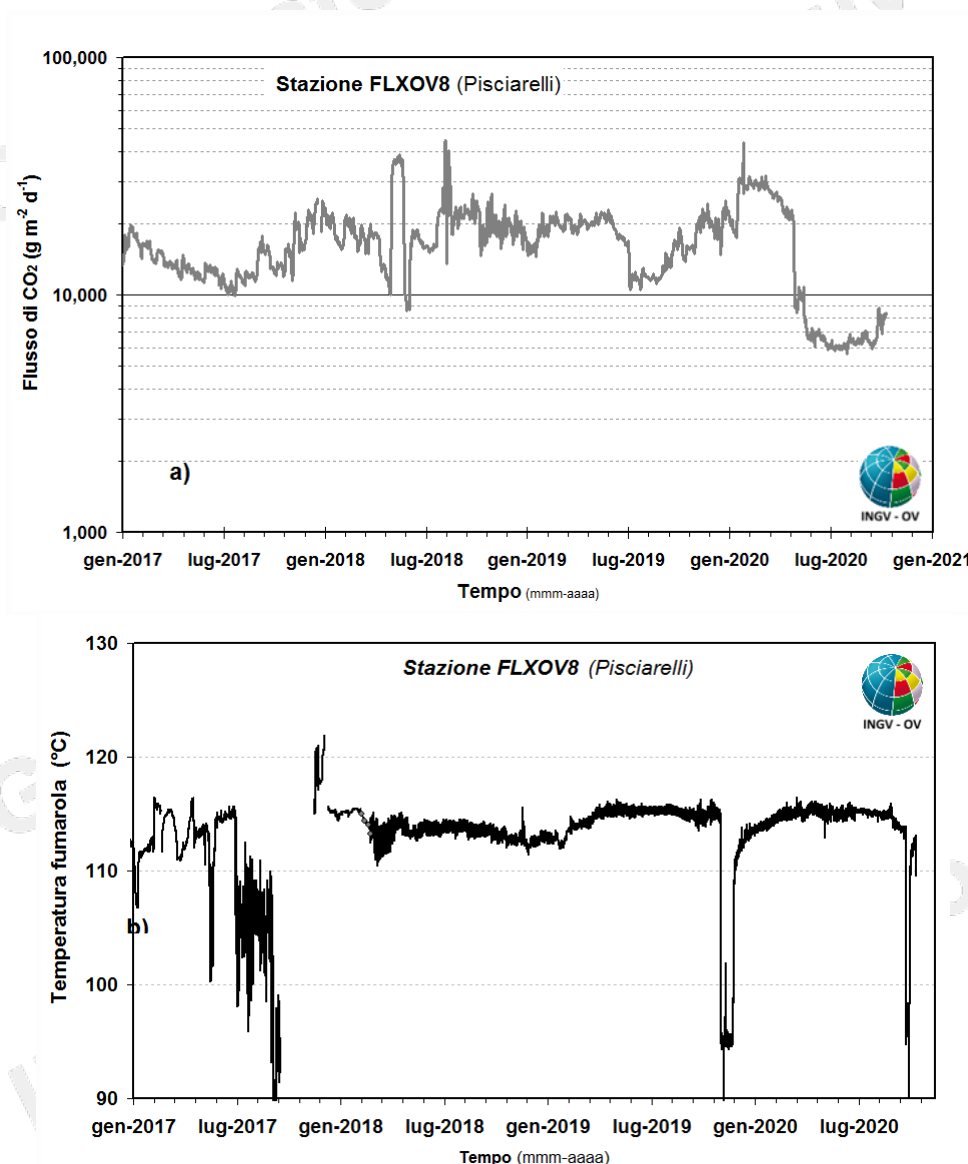 Stazione FLXOV8 (Pisciarelli)
100,000
10,000
1,000
Flusso di CO₂ (g m⁻² d⁻¹)
a)
INGV - OV
gen-2017 lug-2017 gen-2018 lug-2018 gen-2019 lug-2019 gen-2020 lug-2020 gen-2021
Tempo (mmm-aaaa)
Stazione FLXOV8 (Pisciarelli)
130
120
110
100
90
Temperatura fumarola (°C)
b)
INGV - OV
gen-2017 lug-2017 gen-2018 lug-2018 gen-2019 lug-2019 gen-2020 lug-2020
Tempo (mmm-aaaa)